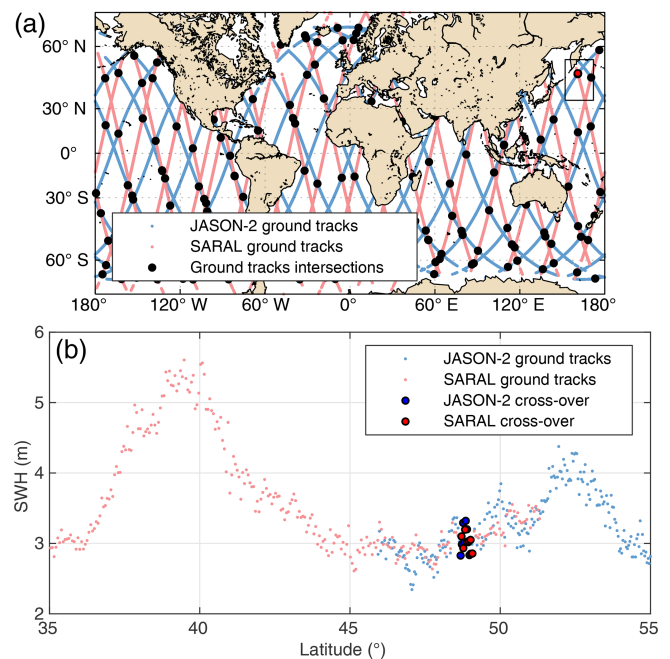 (a)
60° N
30° N
0°
30° S
60° S
JASON-2 ground tracks
SARAL ground tracks
Ground tracks intersections
180° 120° W 60° W 0° 60° E 120° E 180°
(b)
6
5
4
3
2
SWH (m)
JASON-2 ground tracks
SARAL ground tracks
JASON-2 cross-over
SARAL cross-over
35 40 45 50 55
Latitude (°)